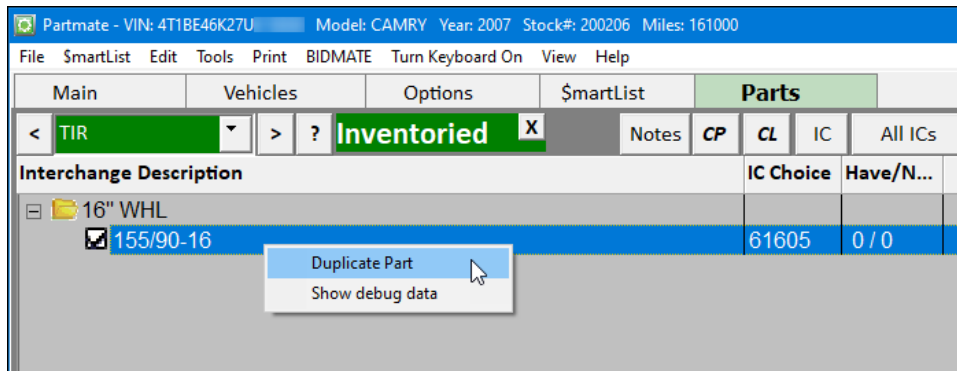 Partmate - VIN: 4T1BE46K27U Model: CAMRY Year: 2007 Stock#: 200206 Miles: 161000
File $martList Edit Tools Print BIDMATE Turn Keyboard On View Help
Main Vehicles Options $martList Parts
< TIR > ? Inventoried X Notes CP CL IC All ICs
Interchange Description IC Choice Have/N...
16" WHL
155/90-16 61605 0 / 0
Duplicate Part
Show debug data